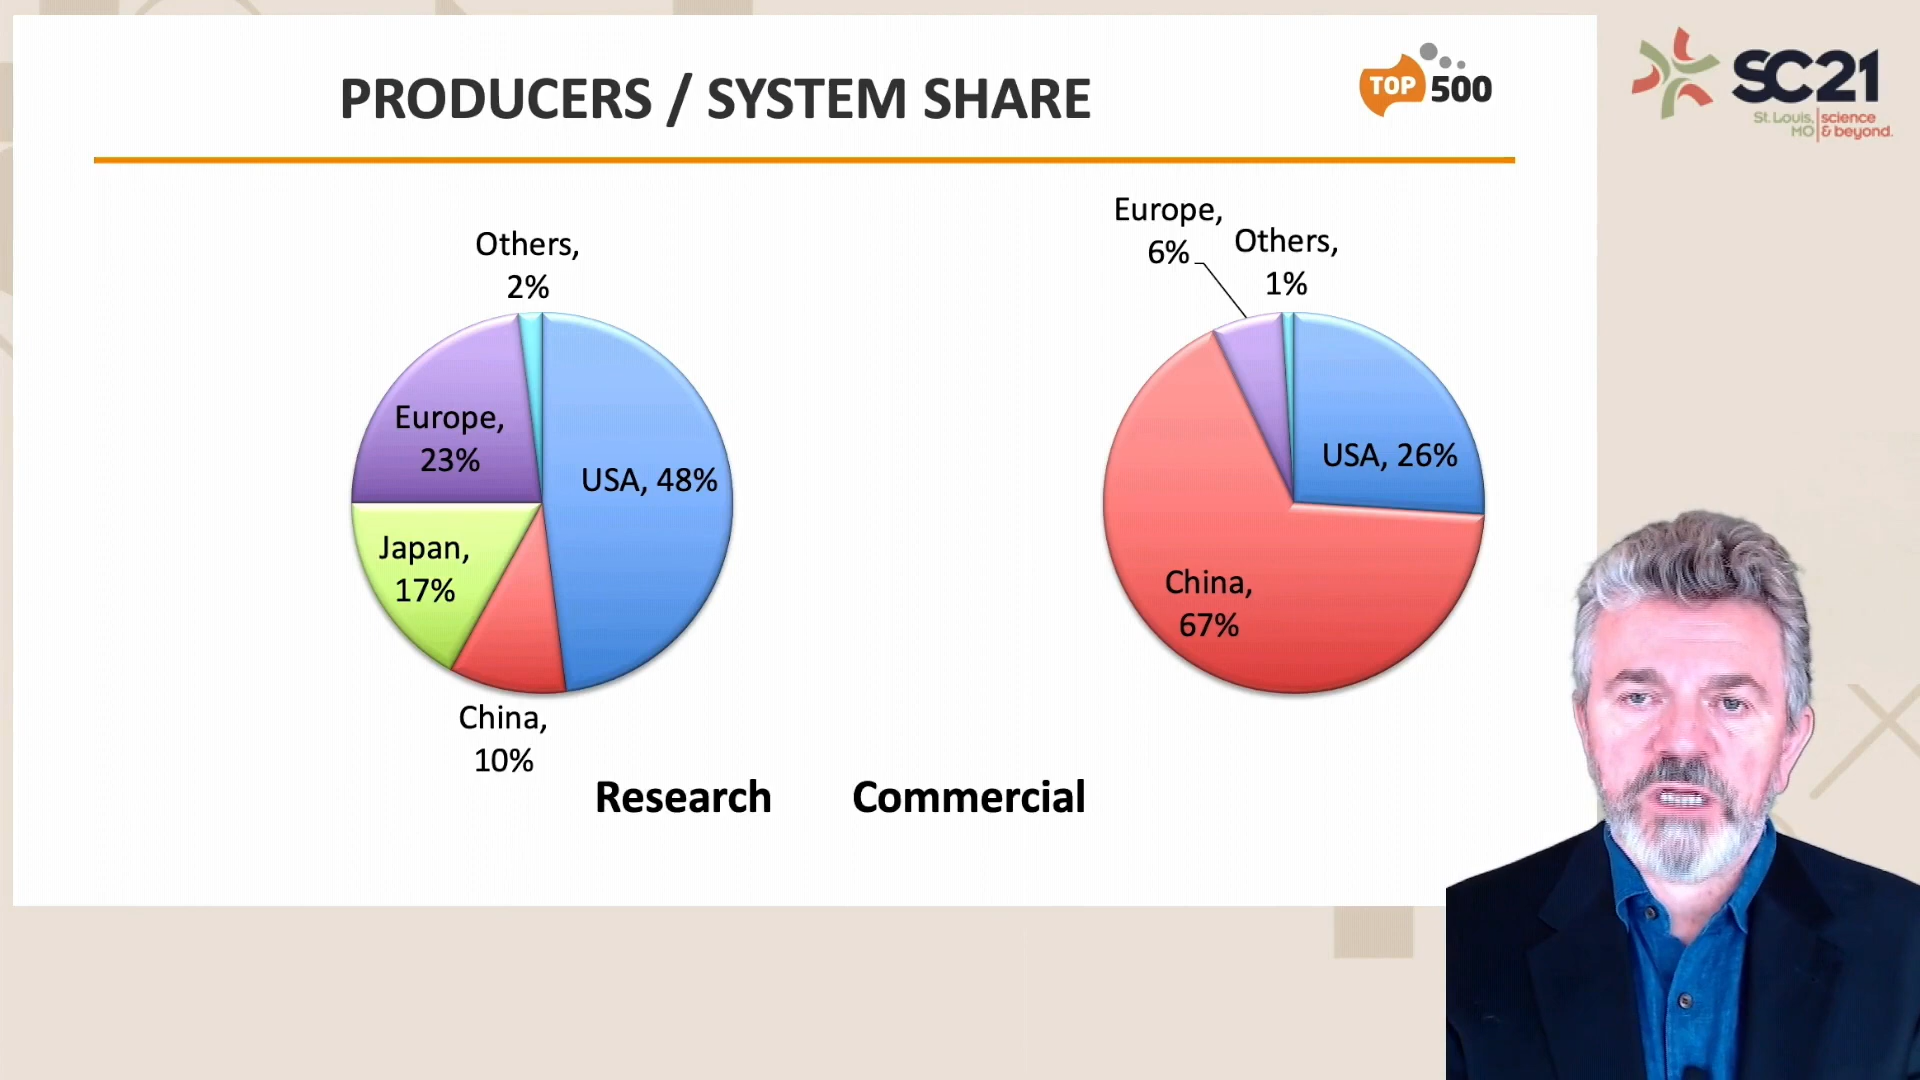 PRODUCERS / SYSTEM SHARE
TOP 500
SC21
St. Louis, science
MO & beyond.
Others,
2%
Europe,
23%
USA, 48%
Japan,
17%
China,
10%
Research
Europe,
6%
Others,
1%
USA, 26%
China,
67%
Commercial